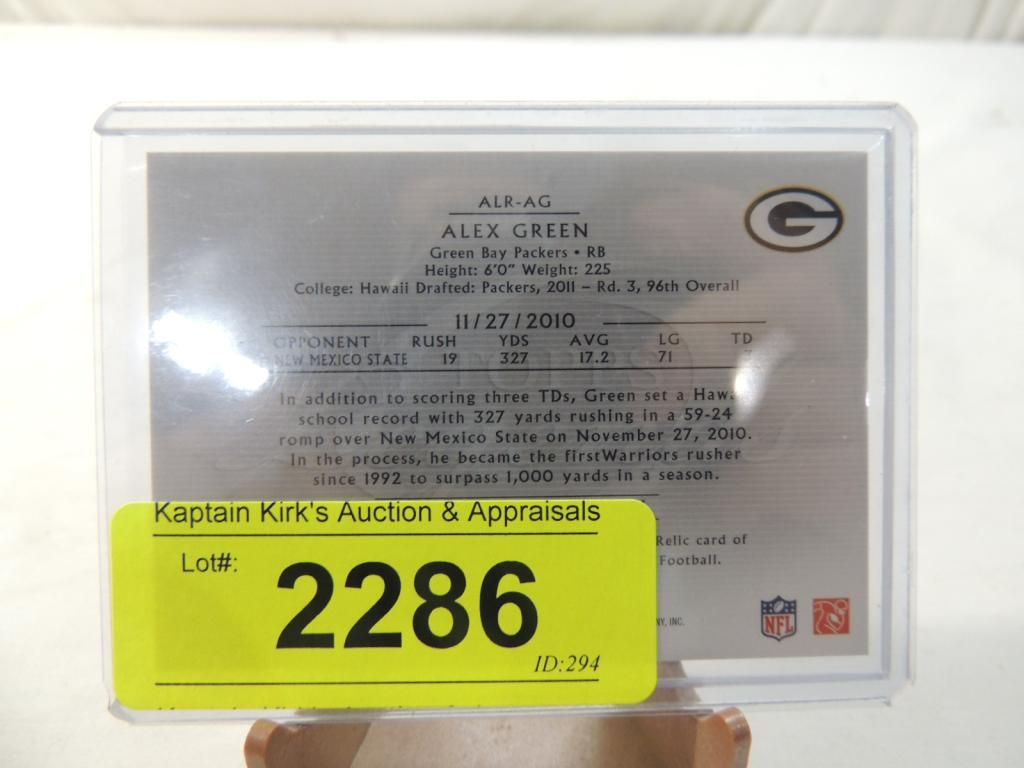 ALR-AG
ALEX GREEN
Green Bay Packers • RB
Height: 6'0" Weight: 225
College: Hawaii Drafted: Packers, 2011 – Rd. 3, 96th Overall
11/27/2010
OPPONENT RUSH YDS AVG LG TD
NEW MEXICO STATE 19 327 17.2 71
In addition to scoring three TDs, Green set a
school record with 327 yards rushing in a 59-24
romp over New Mexico State on November 27, 2010.
In the process, he became the firstWarriors rusher
since 1992 to surpass 1,000 yards in a season.
Relic card of
Football.
INC.
NFL
G
TOPPS
Kaptain Kirk's Auction & Appraisals
Lot#:
2286
ID:294